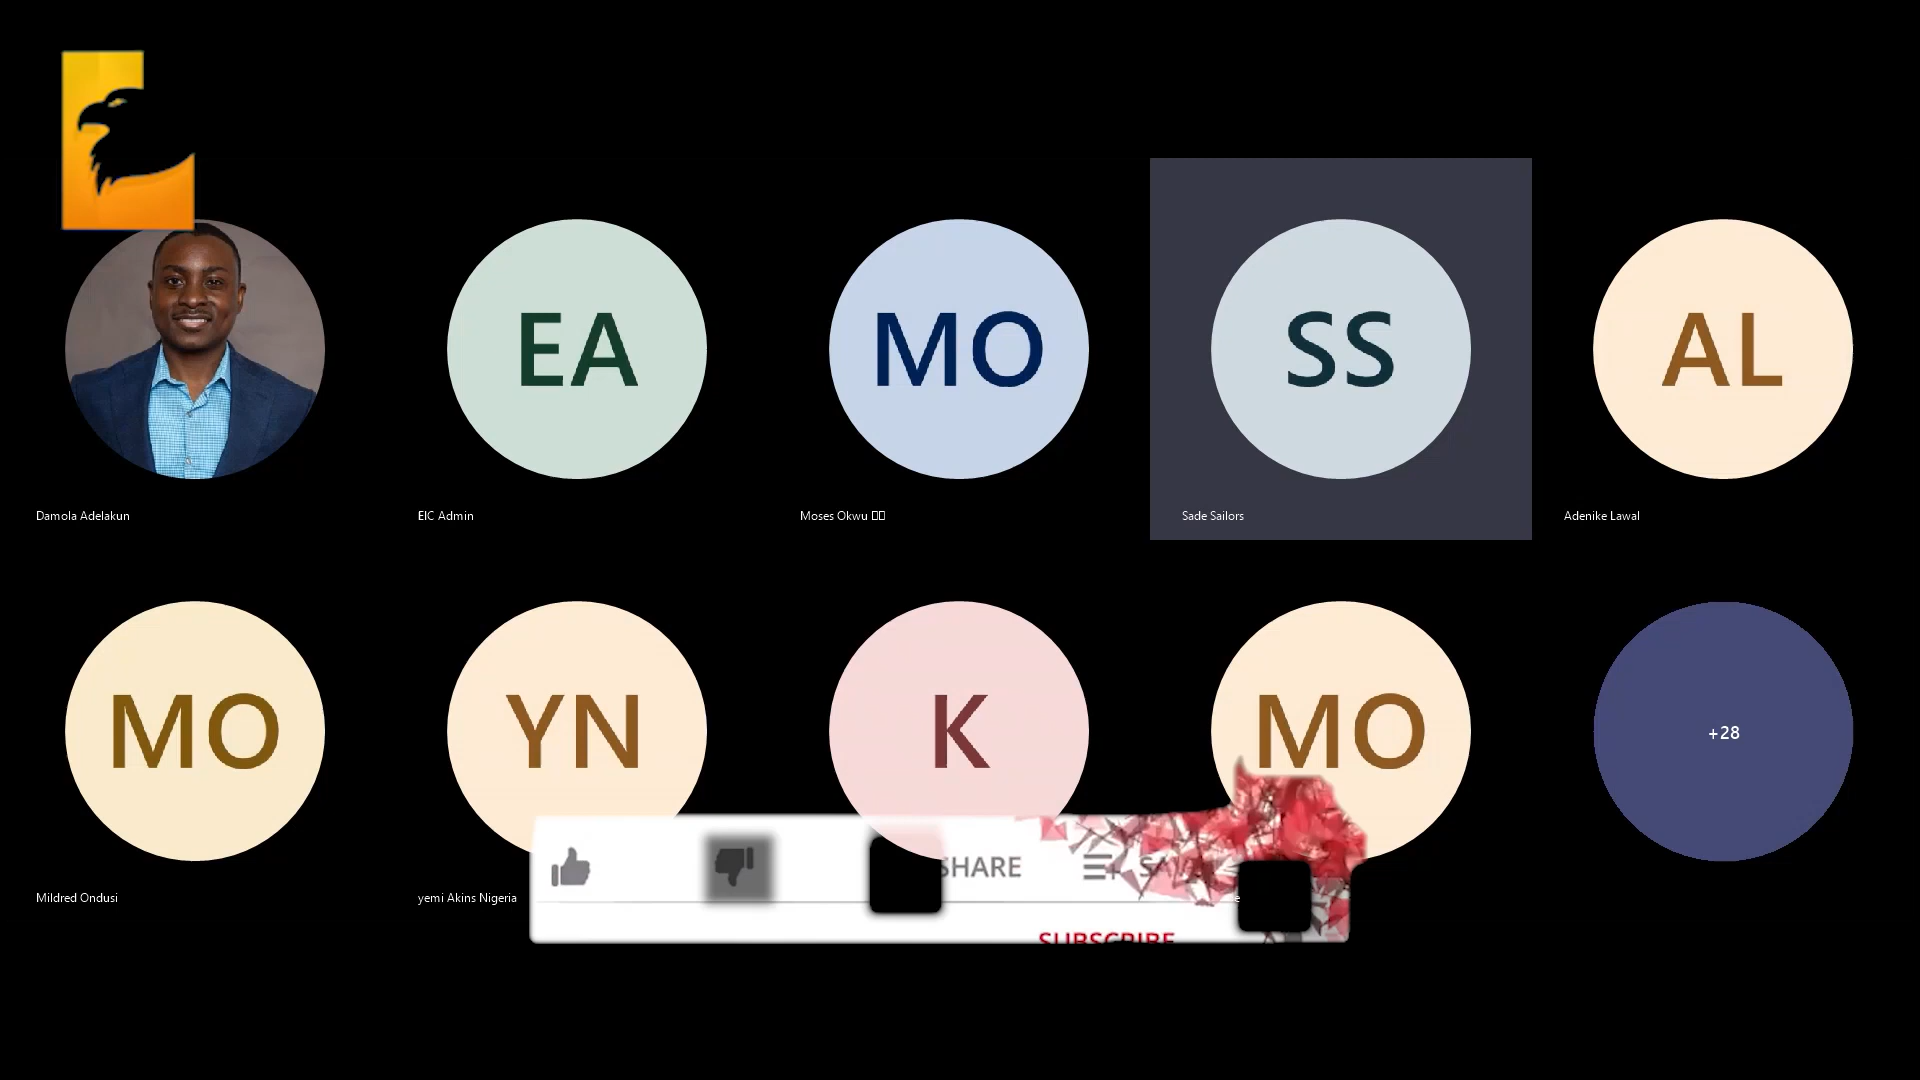 EA
MO
SS
AL
Damola Adelakun
EIC Admin
Moses Okwu
Sade Sailors
Adenike Lawal
MO
YN
K
MO
+28
SHARE
Mildred Ondusi
yemi Akins Nigeria
SUBSCRIBE